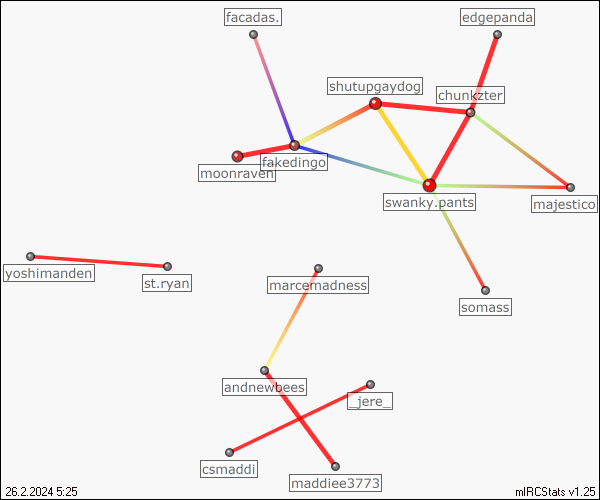 facadas.
edgepanda
shutupgaydog
chunkzter
fakedingo
moonraven
swanky.pants
majestico
yoshimanden
st.ryan
marcemadness
somass
andnewbees
_jere_
csmaddi
maddiee3773
26.2.2024 5:25
mIRCStats v1.25